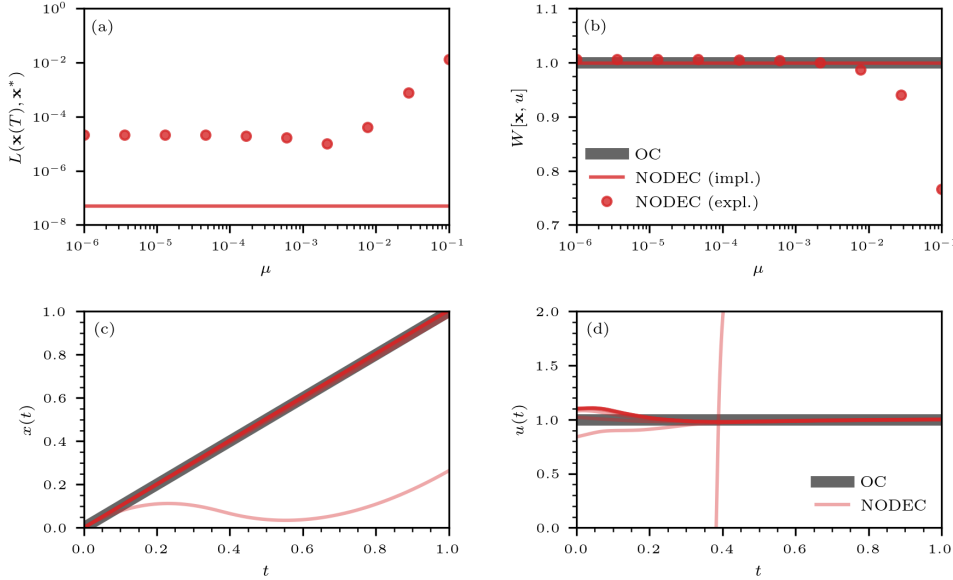 (a)
L(x(T), x*)
10⁰
10⁻²
10⁻⁴
10⁻⁶
10⁻⁸
10⁻⁶ 10⁻⁵ 10⁻⁴ 10⁻³ 10⁻² 10⁻¹
μ
(b)
W[x, u]
1.1
1.0
0.9
0.8
0.7
OC
NODEC (impl.)
NODEC (expl.)
10⁻⁶ 10⁻⁵ 10⁻⁴ 10⁻³ 10⁻² 10⁻¹
μ
(c)
x(t)
1.0
0.8
0.6
0.4
0.2
0.0
0.0 0.2 0.4 0.6 0.8 1.0
t
(d)
u(t)
2.0
1.5
1.0
0.5
0.0
OC
NODEC
0.0 0.2 0.4 0.6 0.8 1.0
t